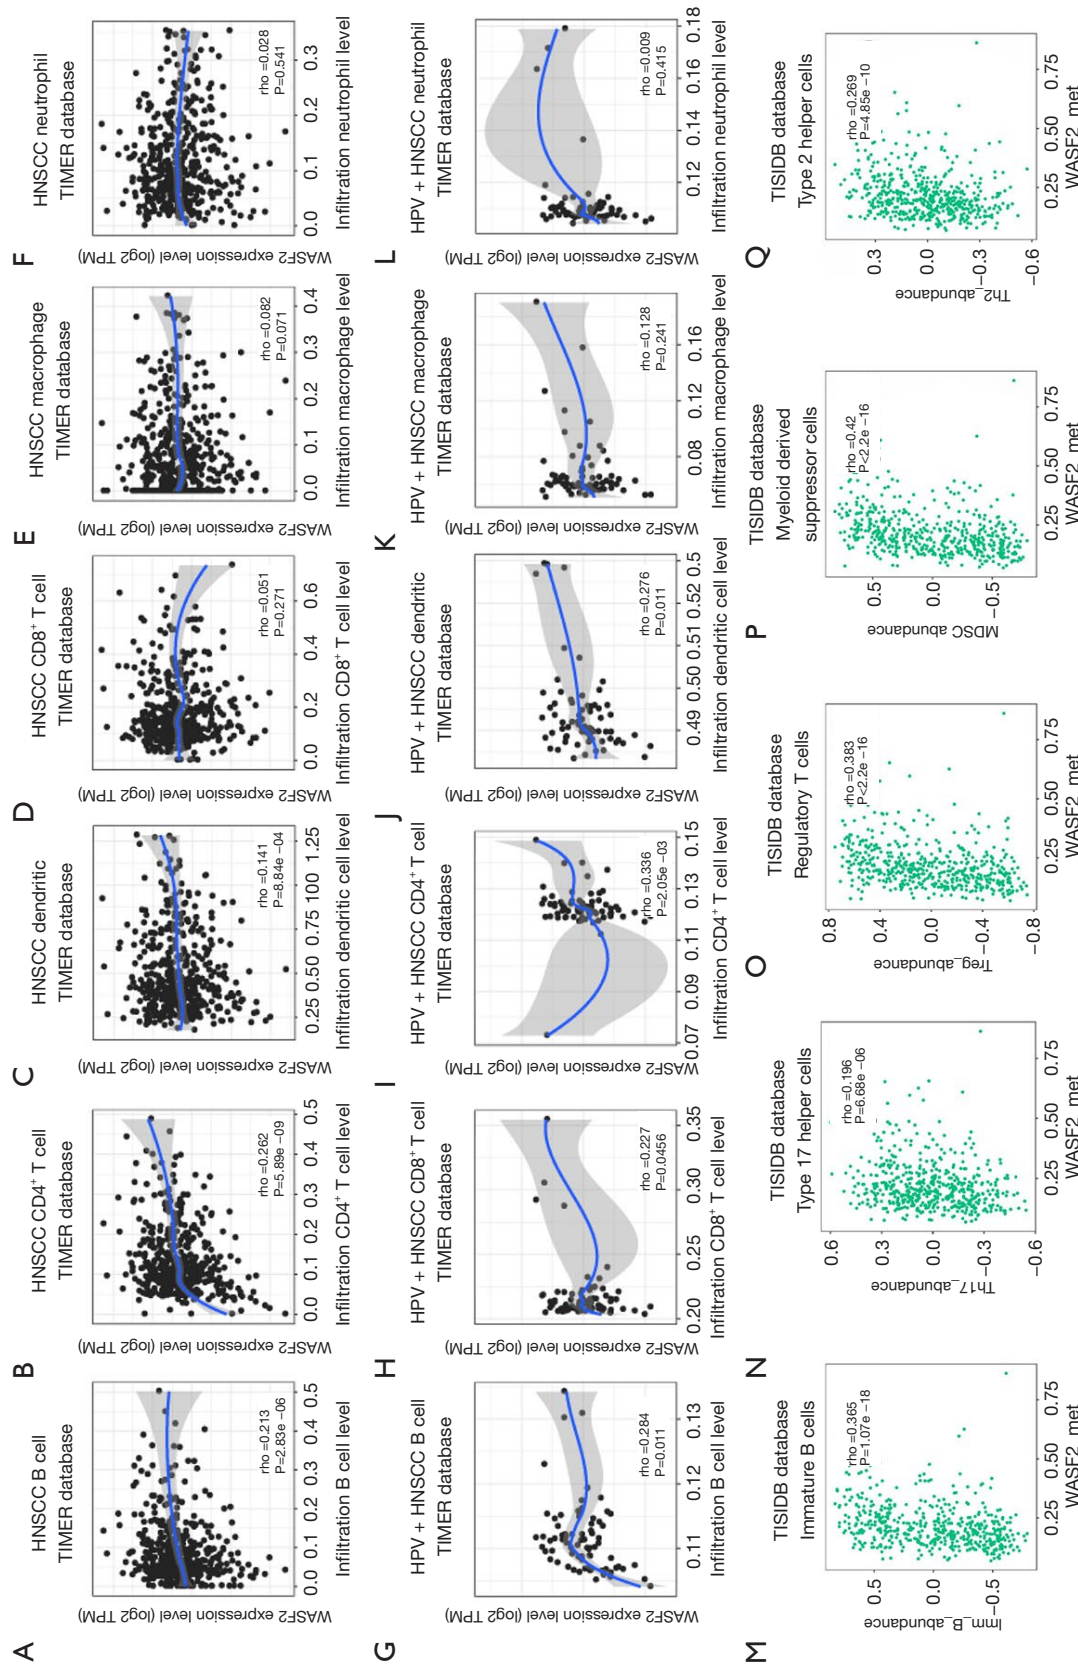 A
HNSCC B cell
TIMER database
WASF2 expression level (log2 TPM)
rho =0.213
P=2.83e −06
0.0 0.1 0.2 0.3 0.4 0.5
Infiltration B cell level
B
HNSCC CD4⁺ T cell
TIMER database
WASF2 expression level (log2 TPM)
rho =0.262
P=5.89e −09
0.0 0.1 0.2 0.3 0.4 0.5
Infiltration CD4⁺ T cell level
C
HNSCC dendritic
TIMER database
WASF2 expression level (log2 TPM)
rho =0.141
P=8.84e −04
0.25 0.50 0.75 100 1.25
Infiltration dendritic cell level
D
HNSCC CD8⁺ T cell
TIMER database
WASF2 expression level (log2 TPM)
rho =0.051
P=0.271
0.0 0.2 0.4 0.6
Infiltration CD8⁺ T cell level
E
HNSCC macrophage
TIMER database
WASF2 expression level (log2 TPM)
rho =0.082
P=0.071
0.0 0.1 0.2 0.3 0.4
Infiltration macrophage level
F
HNSCC neutrophil
TIMER database
WASF2 expression level (log2 TPM)
rho =0.028
P=0.541
0.0 0.1 0.2 0.3
Infiltration neutrophil level
G
HPV + HNSCC B cell
TIMER database
WASF2 expression level (log2 TPM)
rho =0.284
P=0.011
0.11 0.12 0.13
Infiltration B cell level
H
HPV + HNSCC CD8⁺ T cell
TIMER database
WASF2 expression level (log2 TPM)
rho =0.227
P=0.0456
0.20 0.25 0.30 0.35
Infiltration CD8⁺ T cell level
I
HPV + HNSCC CD4⁺ T cell
TIMER database
WASF2 expression level (log2 TPM)
rho =0.336
P=2.05e −03
0.07 0.09 0.11 0.13 0.15
Infiltration CD4⁺ T cell level
J
HPV + HNSC dendritic
TIMER database
WASF2 expression level (log2 TPM)
rho =0.276
P=0.011
0.49 0.50 0.51 0.52 0.5
Infiltration dendritic cell level
K
HPV + HNSCC macrophage
TIMER database
WASF2 expression level (log2 TPM)
rho =0.128
P=0.241
0.08 0.12 0.16
Infiltration macrophage level
L
HPV + HNSCC neutrophil
TIMER database
WASF2 expression level (log2 TPM)
rho =0.009
P=0.415
0.12 0.14 0.16 0.18
Infiltration neutrophil level
M
TISIDB database
Immature B cells
Imm_B_abundance
0.5
0.0
−0.5
rho =0.365
P=1.07e −18
0.25 0.50 0.75
WASF2_met
N
TISIDB database
Type 17 helper cells
Th17_abundance
0.6
0.3
0.0
−0.3
−0.6
rho =0.196
P=6.68e −06
0.25 0.50 0.75
WASF2_met
O
TISIDB database
Regulatory T cells
Treg_abundance
0.8
0.4
0.0
−0.4
−0.8
rho =0.383
P<2.2e −16
0.25 0.50 0.75
WASF2_met
P
TISIDB database
Myeloid derived
suppressor cells
MDSC abundance
0.5
0.0
−0.5
rho =0.42
P<2.2e −16
0.25 0.50 0.75
WASF2_met
Q
TISIDB database
Type 2 helper cells
Th2_abundance
0.3
0.0
−0.3
−0.6
rho =0.269
P=4.85e −10
0.25 0.50 0.75
WASF2_met